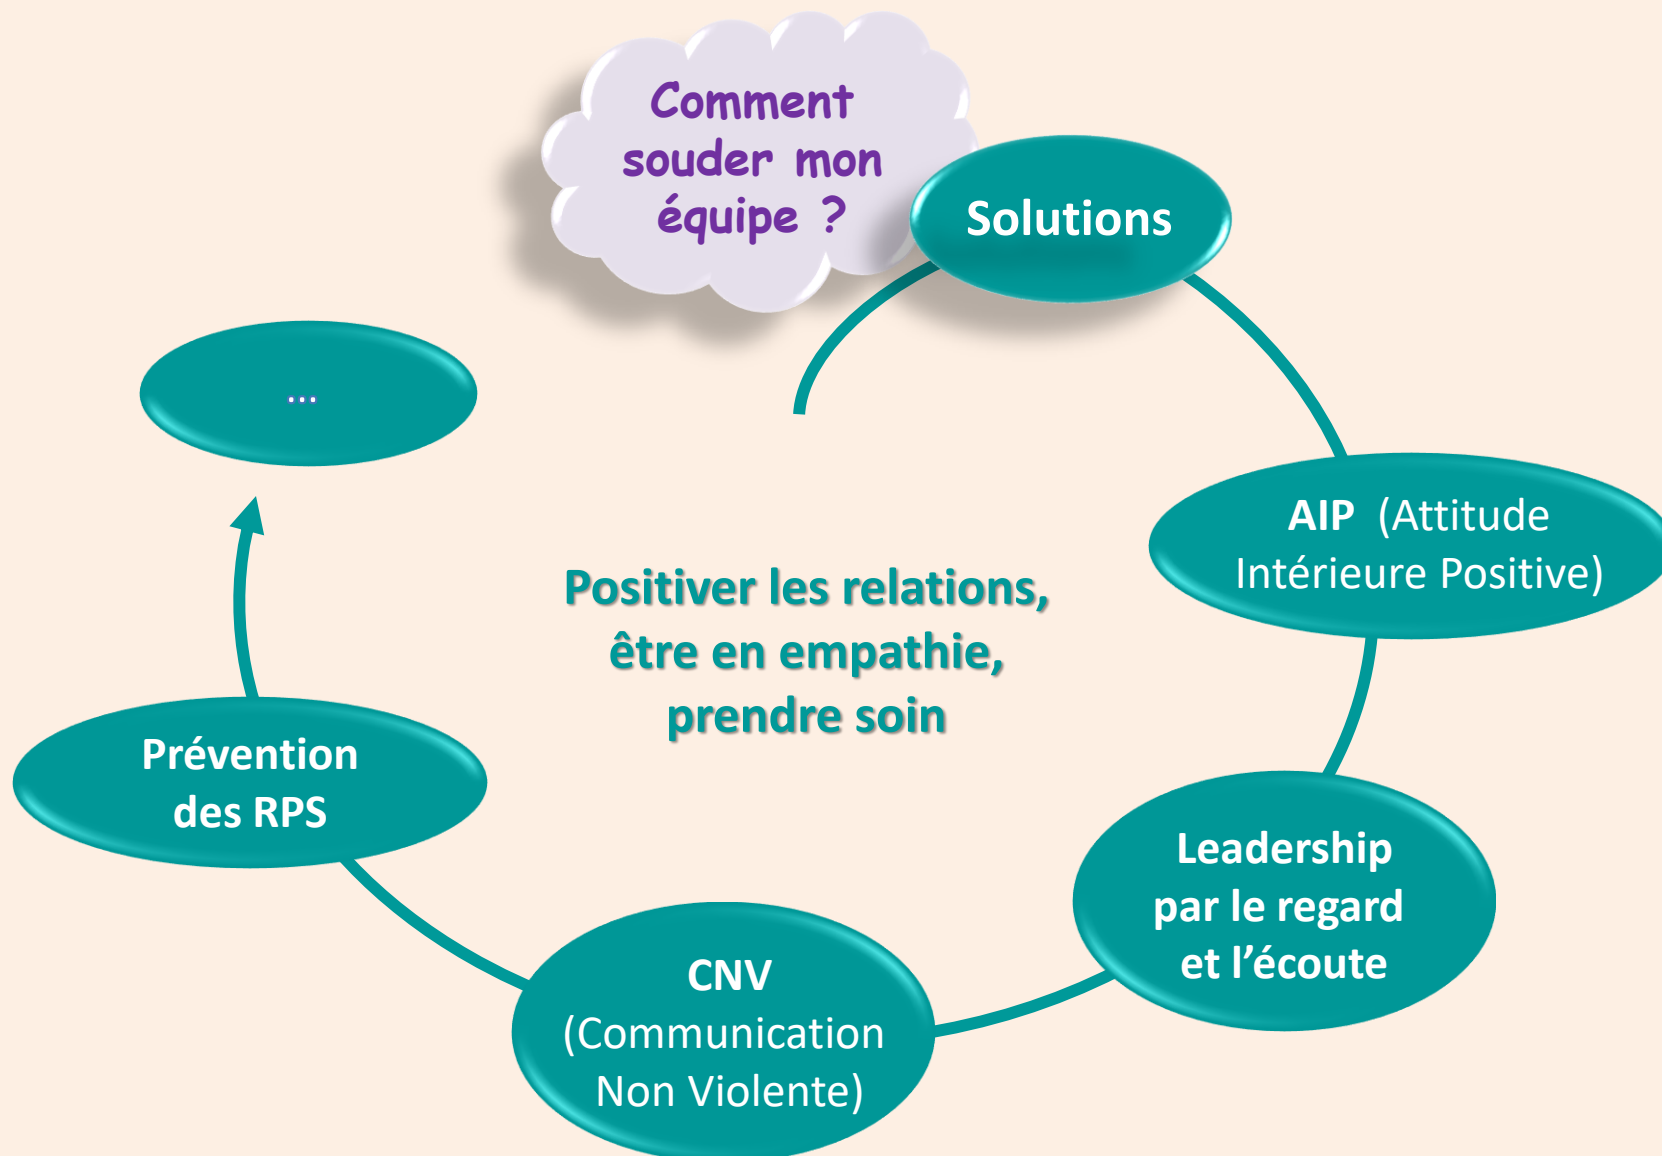 Comment
souder mon
équipe ?
Solutions
AIP (Attitude
Intérieure Positive)
Leadership
par le regard
et l’écoute
CNV
(Communication
Non Violente)
Prévention
des RPS
...
Positiver les relations,
être en empathie,
prendre soin